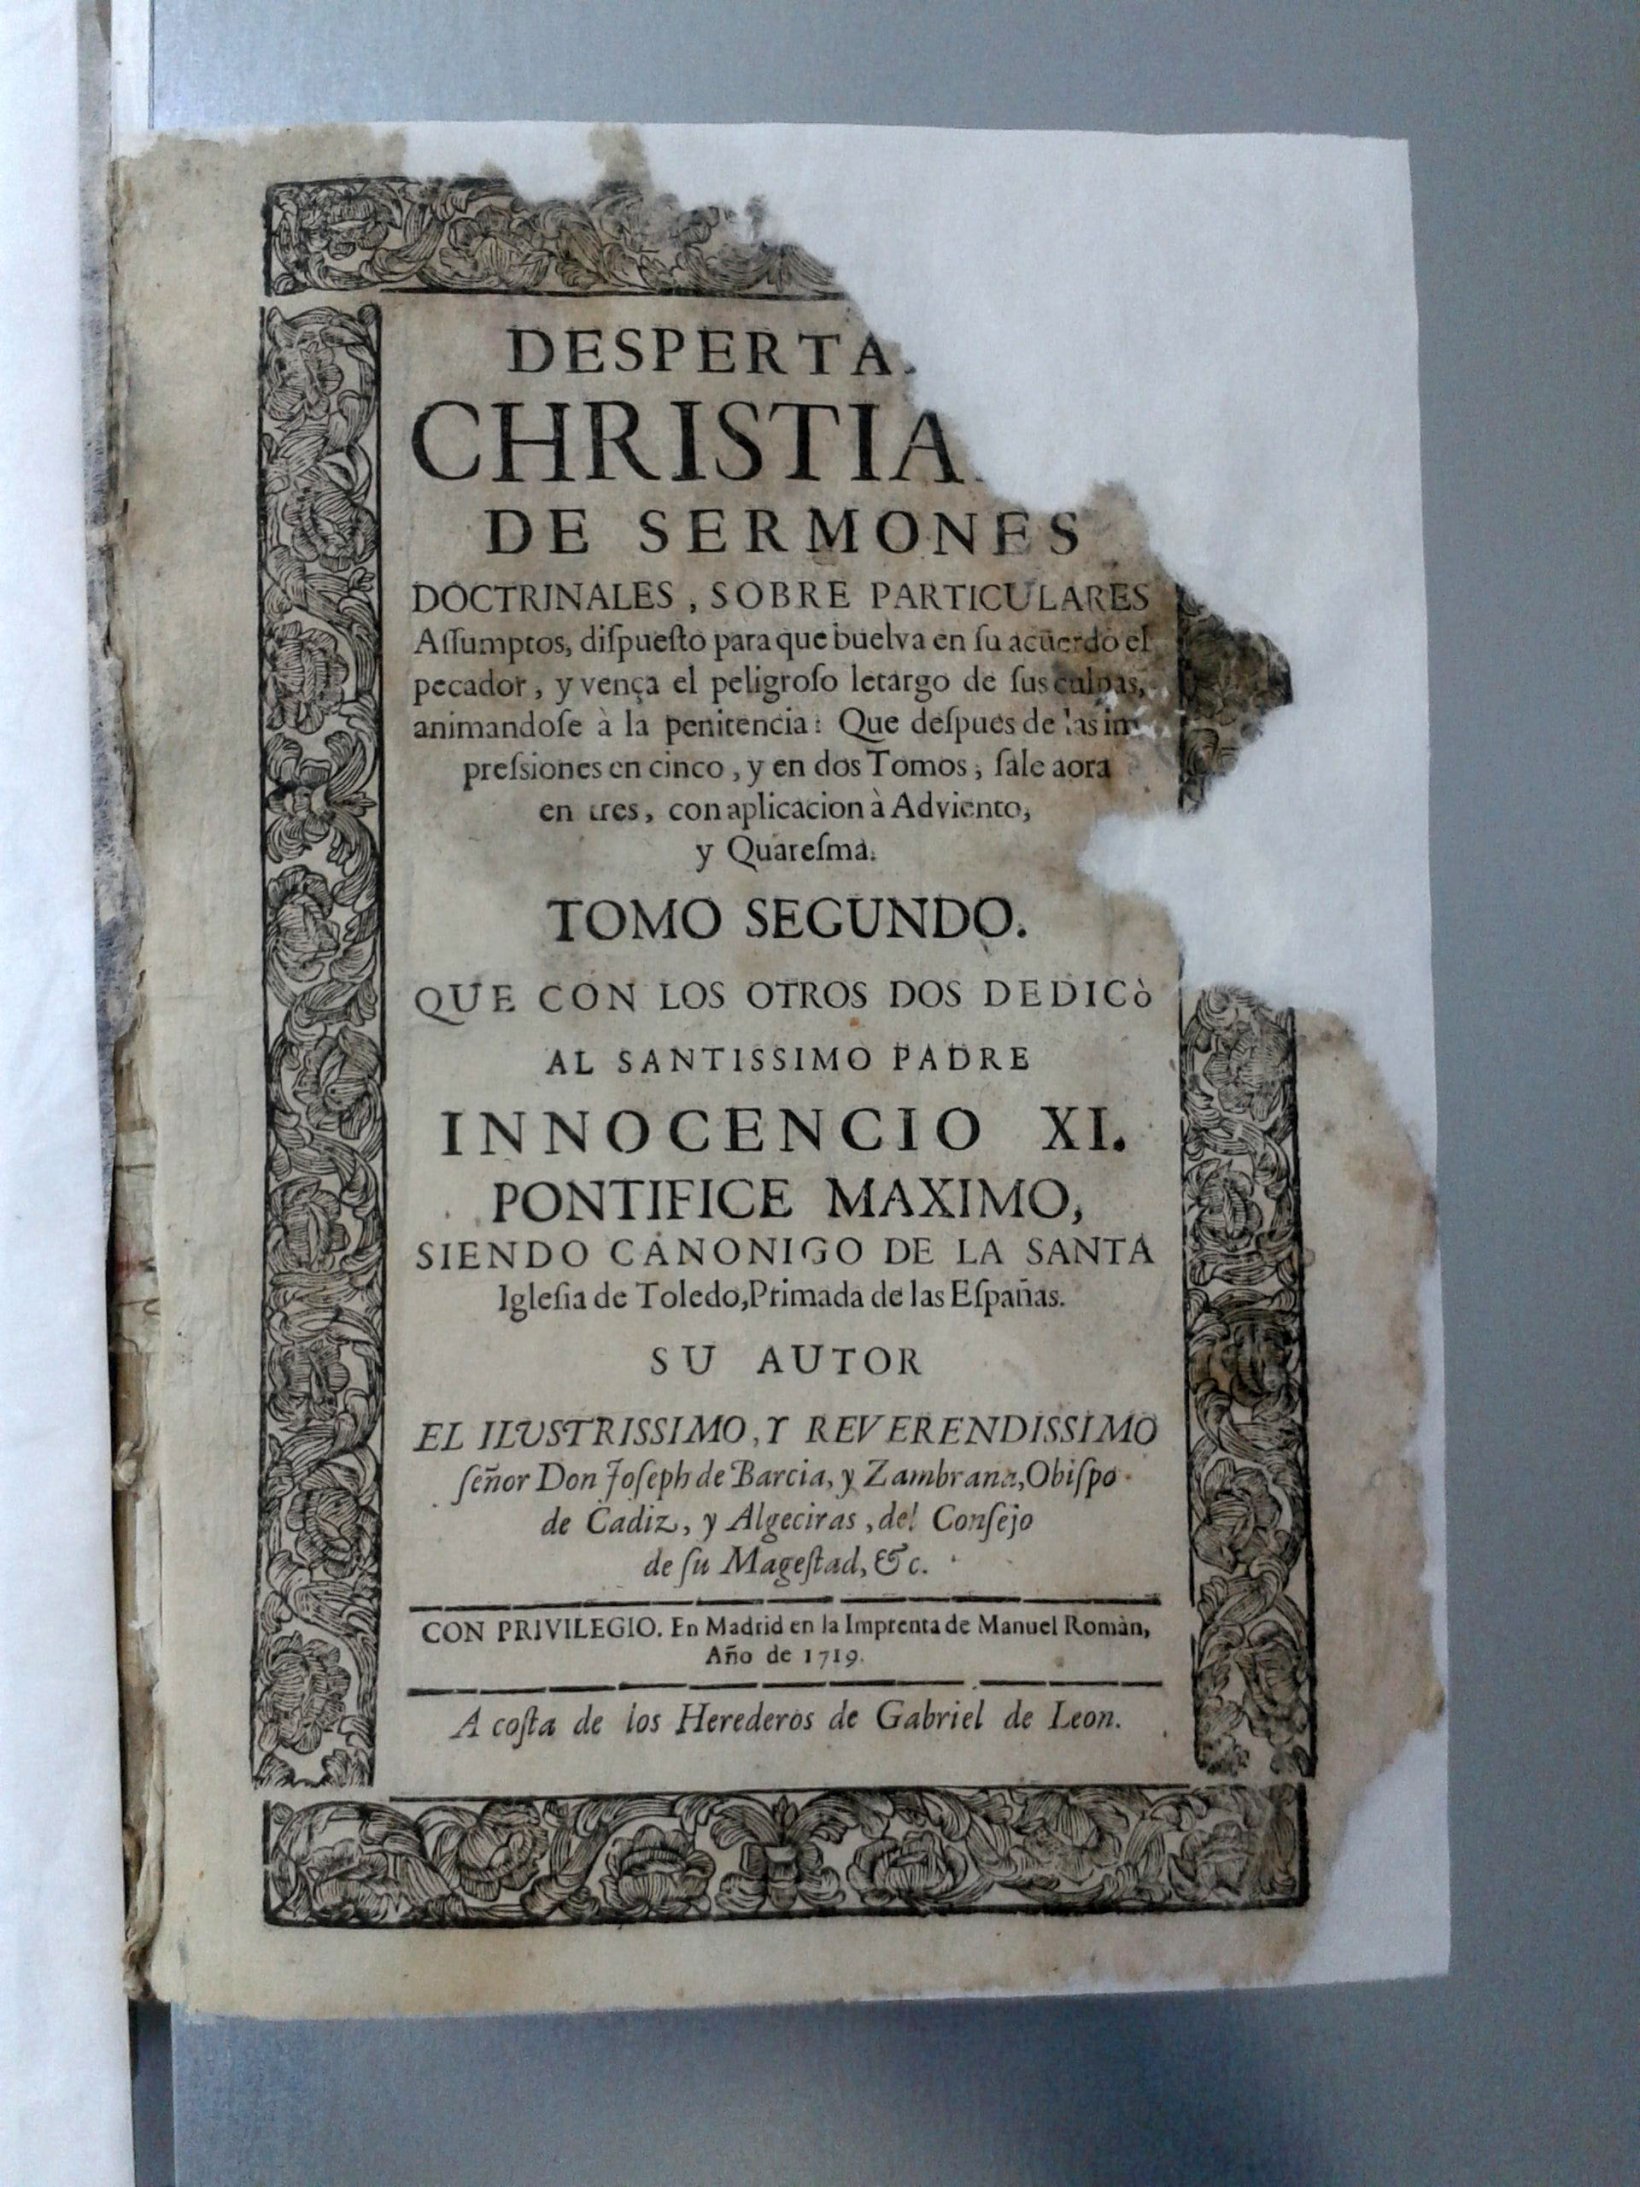 DESPERTA
CHRISTIA
DE SERMONES
DOCTRINALES, SOBRE PARTICULARES
Aſſumptos, diſpueſto para que buelva en ſu acuerdo el
pecador, y vença el peligroſo letargo de ſus culpas,
animandoſe à la penitencia: Que deſpues de las im
preſsiones en cinco, y en dos Tomos, ſale aora
en tres, con aplicacion à Adviento,
y Quareſma.
TOMO SEGUNDO.
QUE CON LOS OTROS DOS DEDICò
AL SANTISSIMO PADRE
INNOCENCIO XI.
PONTIFICE MAXIMO,
SIENDO CANONIGO DE LA SANTA
Igleſia de Toledo, Primada de las Eſpañas.
SU AUTOR
EL ILUSTRISSIMO, Y REVERENDISSIMO
ſeñor Don Joſeph de Barcia, y Zambrana, Obiſpo
de Cadiz, y Algeciras, del Conſejo
de ſu Mageſtad, &c.
CON PRIVILEGIO. En Madrid en la Imprenta de Manuel Romàn,
Año de 1719.
A coſta de los Herederos de Gabriel de Leon.